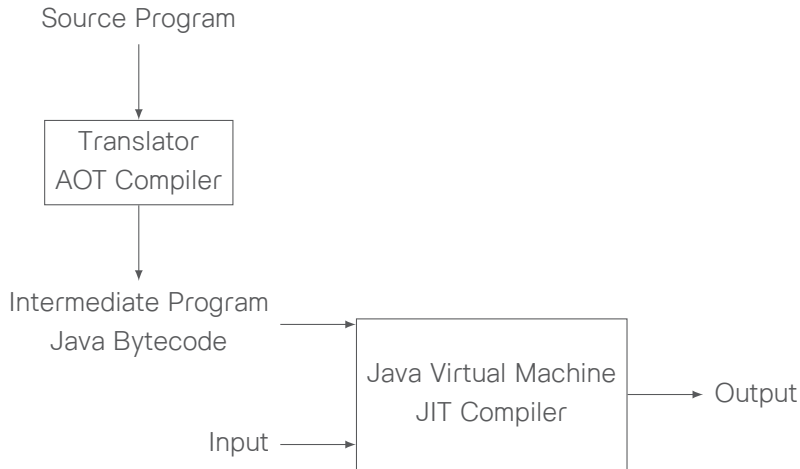 Source Program
Translator
AOT Compiler
Intermediate Program
Java Bytecode
Java Virtual Machine
JIT Compiler
Output
Input